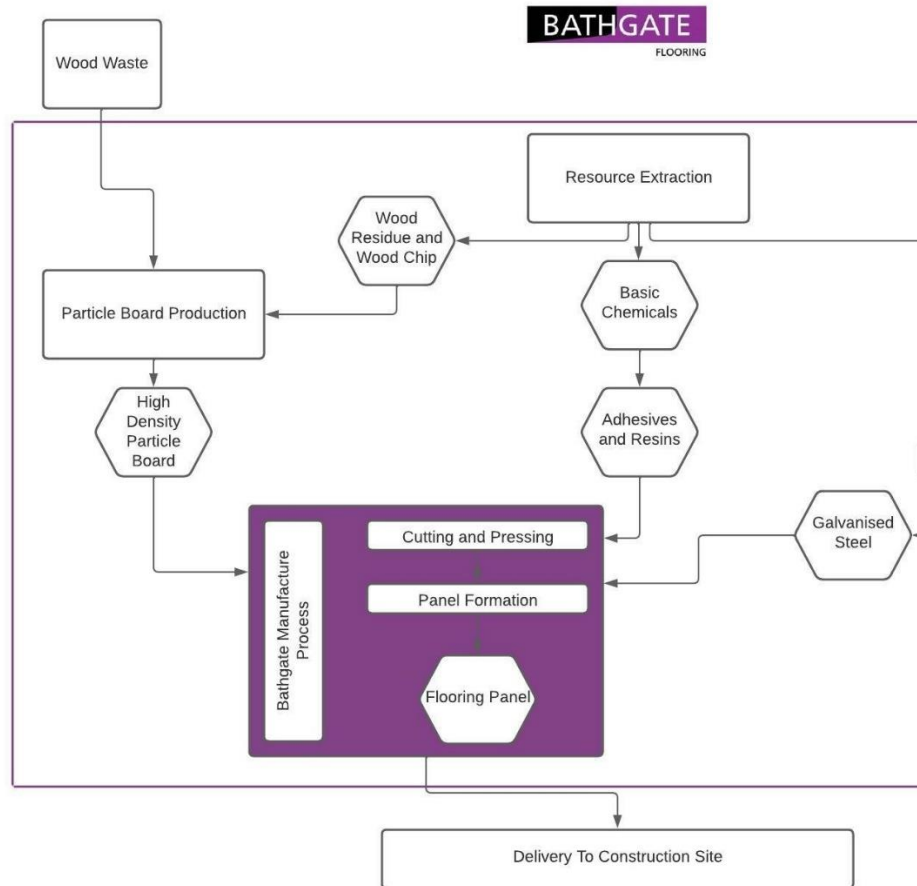 BATHGATE
FLOORING
Wood Waste
Resource Extraction
Wood
Residue and
Wood Chip
Basic
Chemicals
Particle Board Production
High
Density
Particle
Board
Adhesives
and Resins
Galvanised
Steel
Bathgate Manufacture
Process
Cutting and Pressing
Panel Formation
Flooring Panel
Delivery To Construction Site